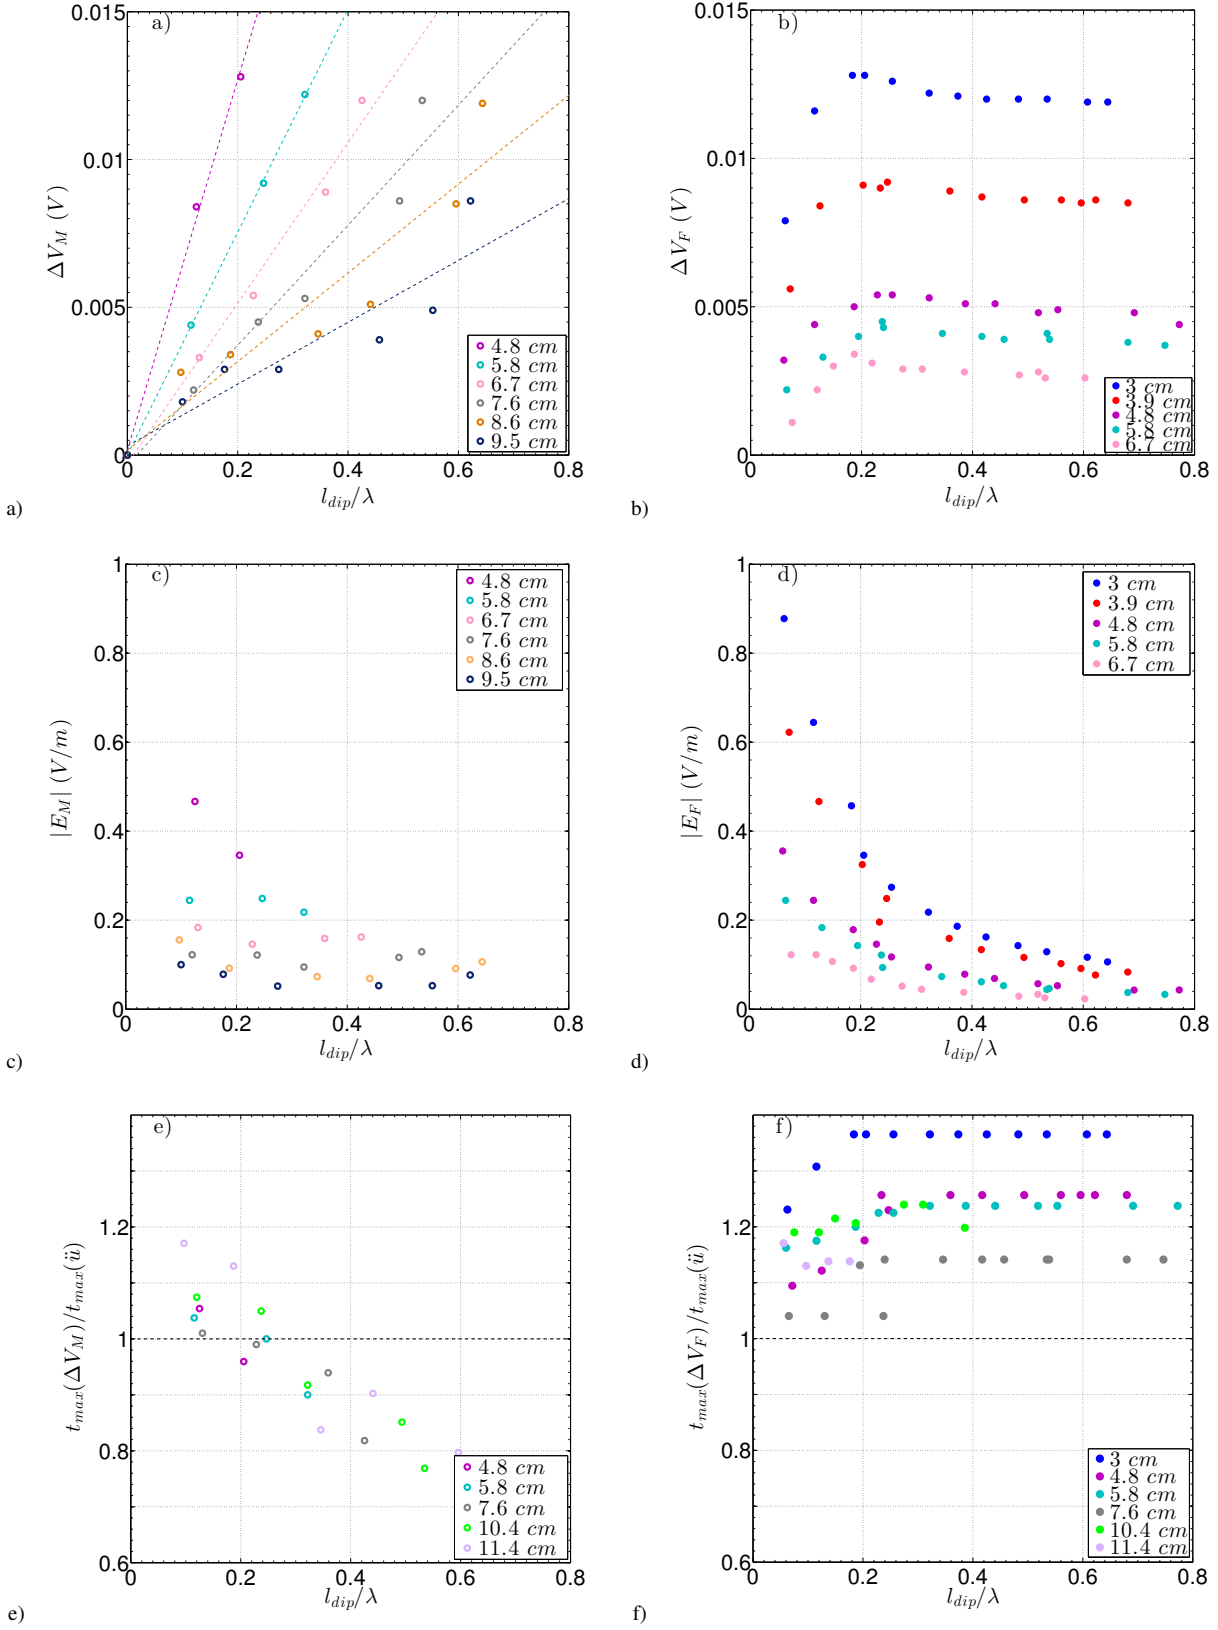 a)
0.015
0.01
0.005
0
0.2
0.4
0.6
0.8
ΔV_M (V)
l_dip/λ
4.8 cm
5.8 cm
6.7 cm
7.6 cm
8.6 cm
9.5 cm
a)
b)
0.015
0.01
0.005
0
0
0.2
0.4
0.6
0.8
ΔV_F (V)
l_dip/λ
3 cm
3.9 cm
4.8 cm
5.8 cm
6.7 cm
b)
c)
1
0.8
0.6
0.4
0.2
0
0
0.2
0.4
0.6
0.8
|E_M| (V/m)
l_dip/λ
4.8 cm
5.8 cm
6.7 cm
7.6 cm
8.6 cm
9.5 cm
c)
d)
1
0.8
0.6
0.4
0.2
0
0
0.2
0.4
0.6
0.8
|E_F| (V/m)
l_dip/λ
3 cm
3.9 cm
4.8 cm
5.8 cm
6.7 cm
d)
e)
1.2
1
0.8
0.6
0
0.2
0.4
0.6
0.8
t_max(ΔV_M)/t_max(ü)
l_dip/λ
4.8 cm
5.8 cm
7.6 cm
10.4 cm
11.4 cm
e)
f)
1.2
1
0.8
0.6
0
0.2
0.4
0.6
0.8
t_max(ΔV_F)/t_max(ü)
l_dip/λ
3 cm
4.8 cm
5.8 cm
7.6 cm
10.4 cm
11.4 cm
f)